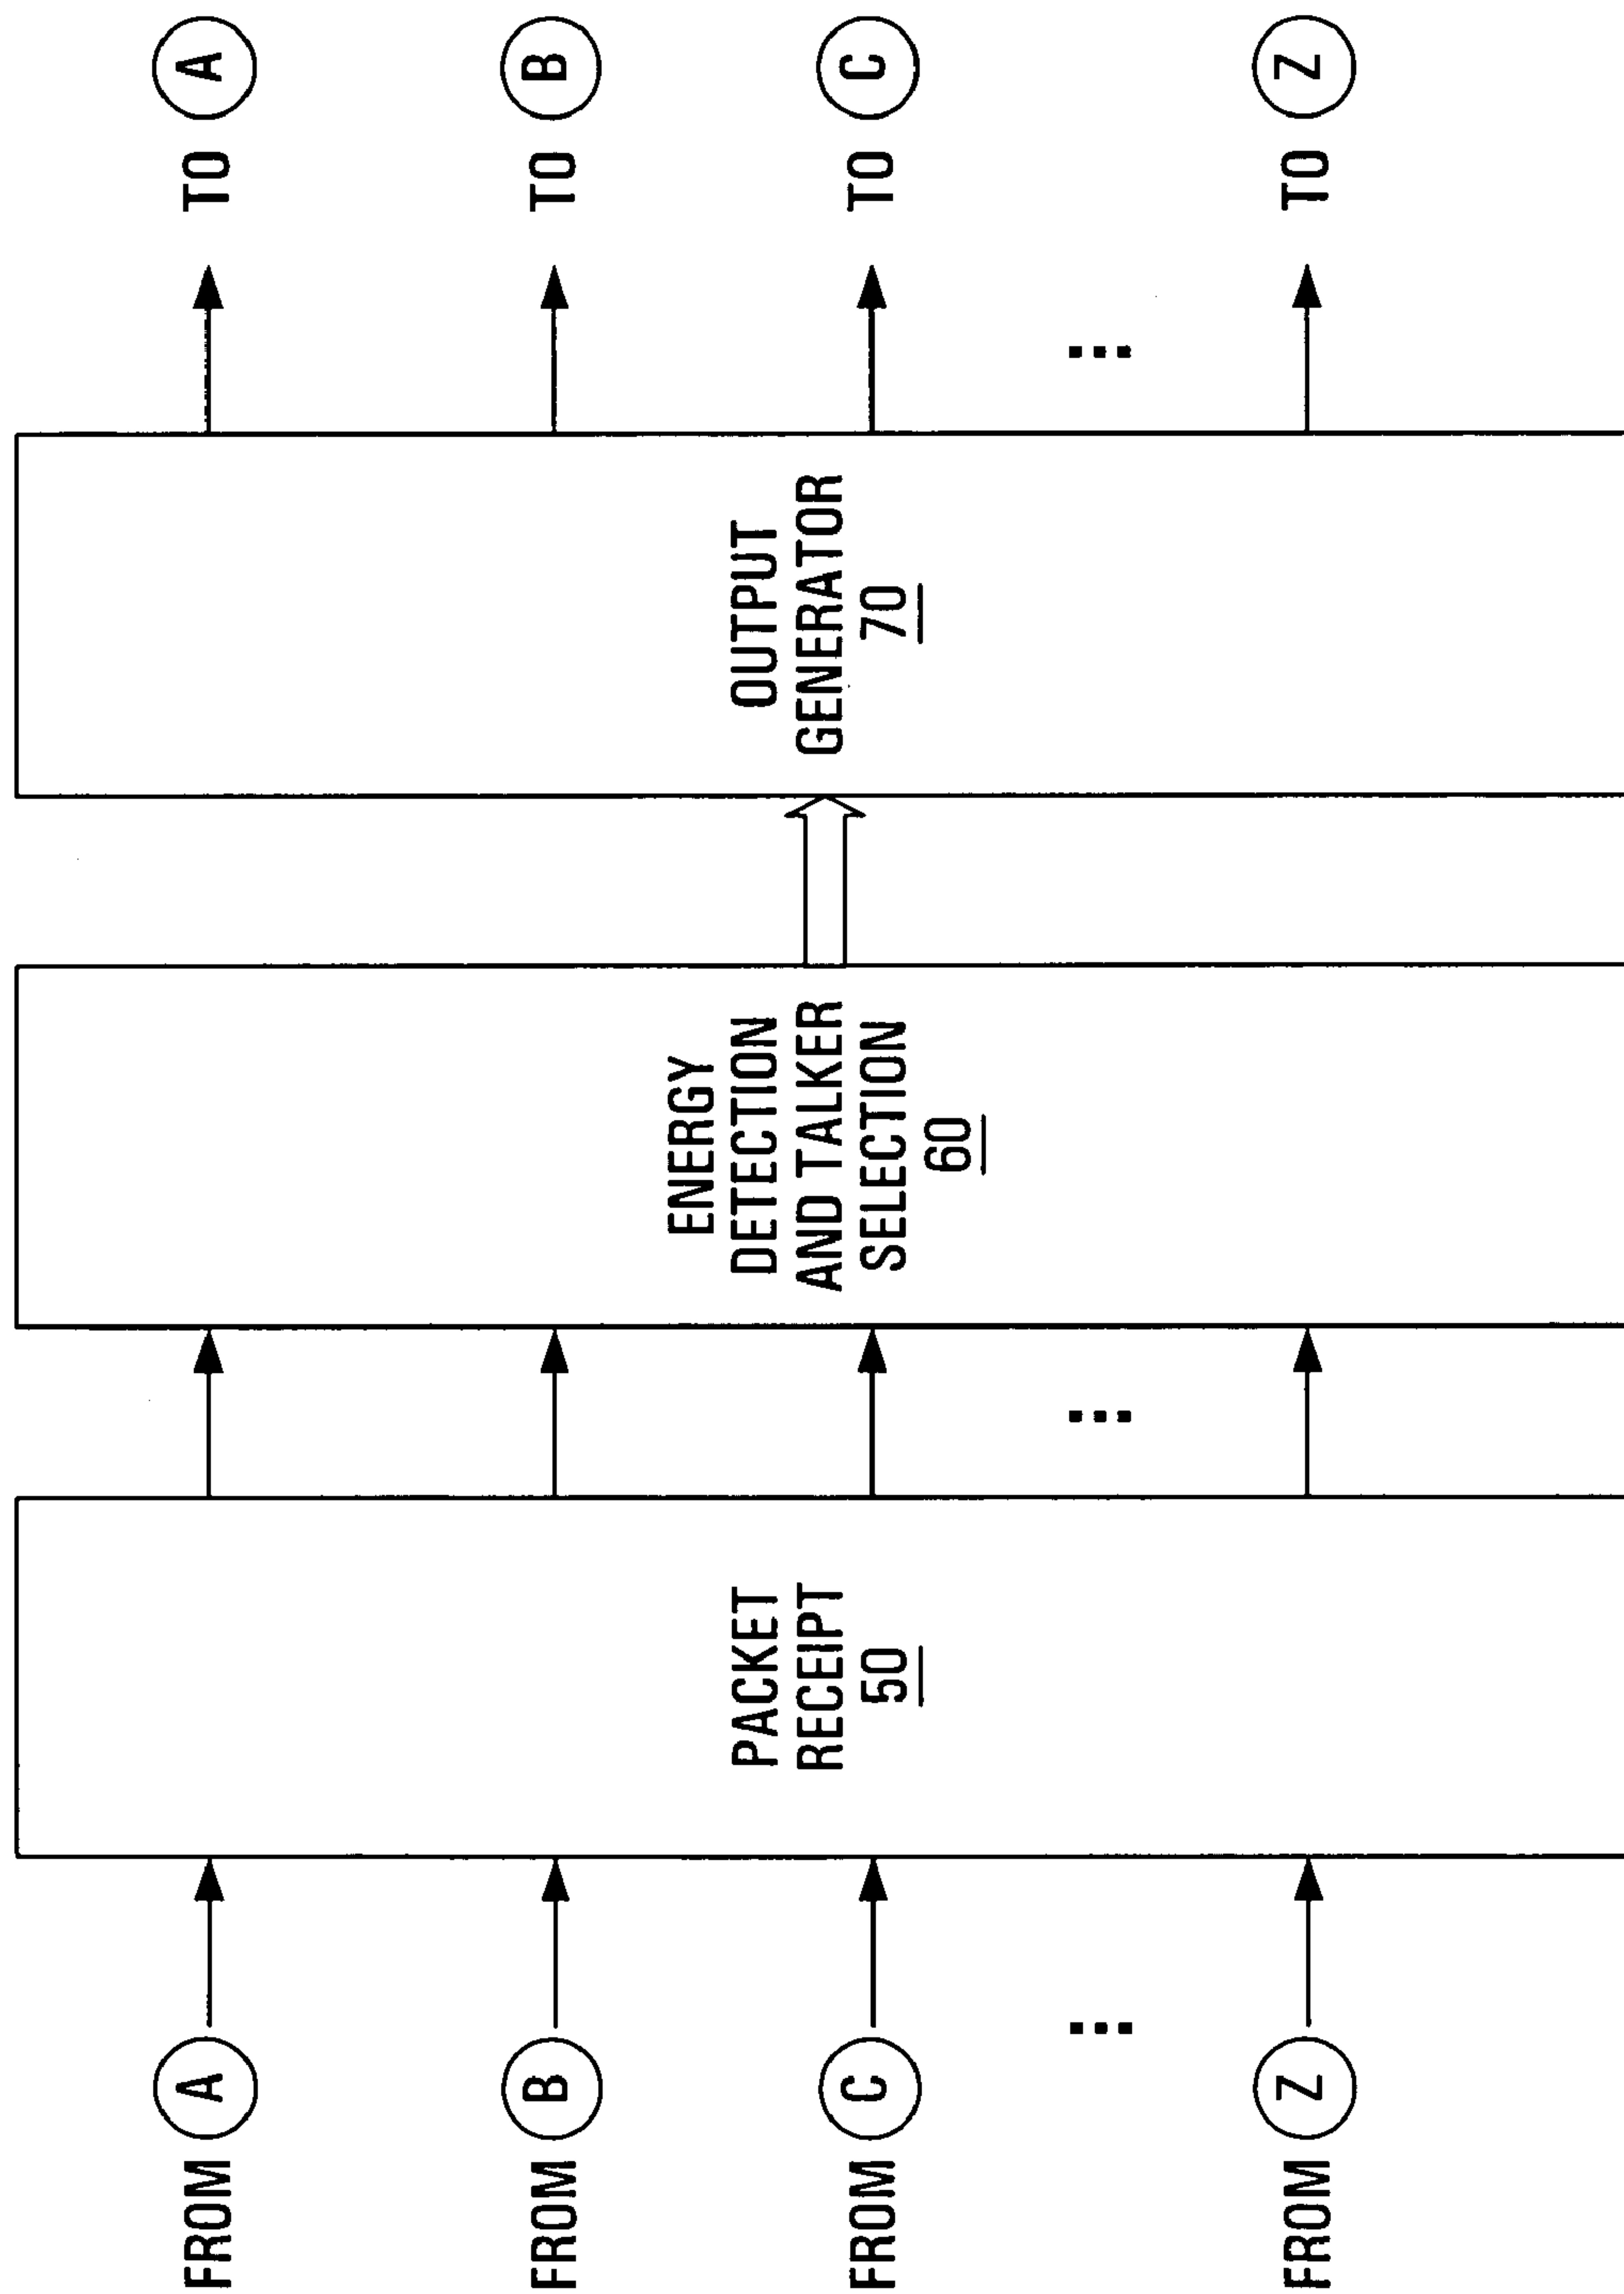 FROM A
FROM B
FROM C
FROM Z
...
PACKET
RECEIPT
50
...
ENERGY
DETECTION
AND TALKER
SELECTION
60
OUTPUT
GENERATOR
70
...
TO A
TO B
TO C
TO Z